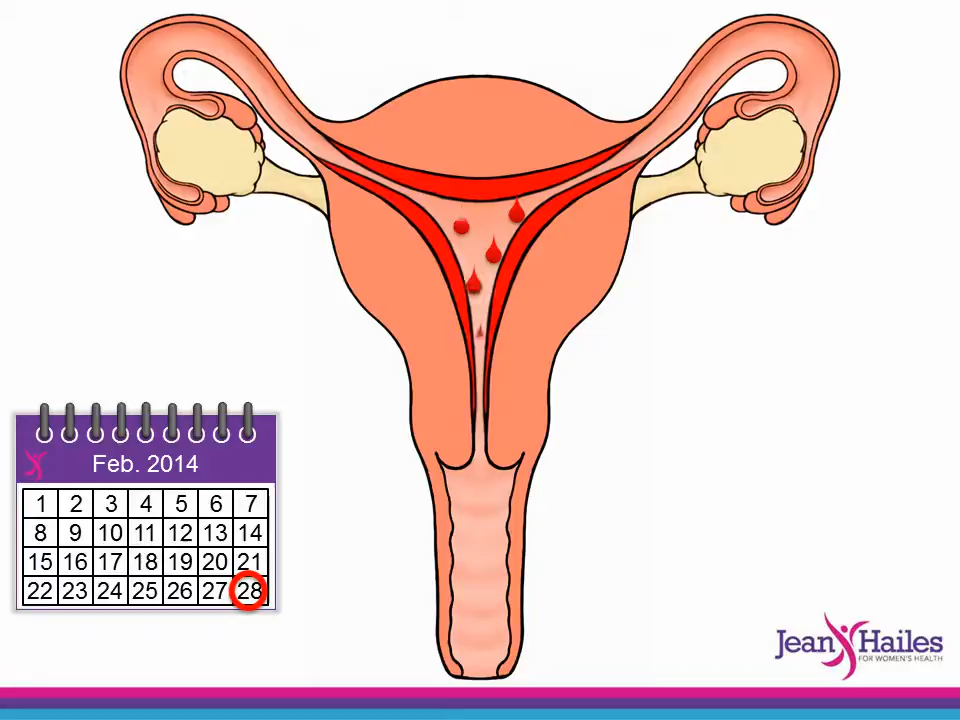 Feb. 2014
1 2 3 4 5 6 7
8 9 10 11 12 13 14
15 16 17 18 19 20 21
22 23 24 25 26 27 28
Jean Hailes
FOR WOMEN'S HEALTH